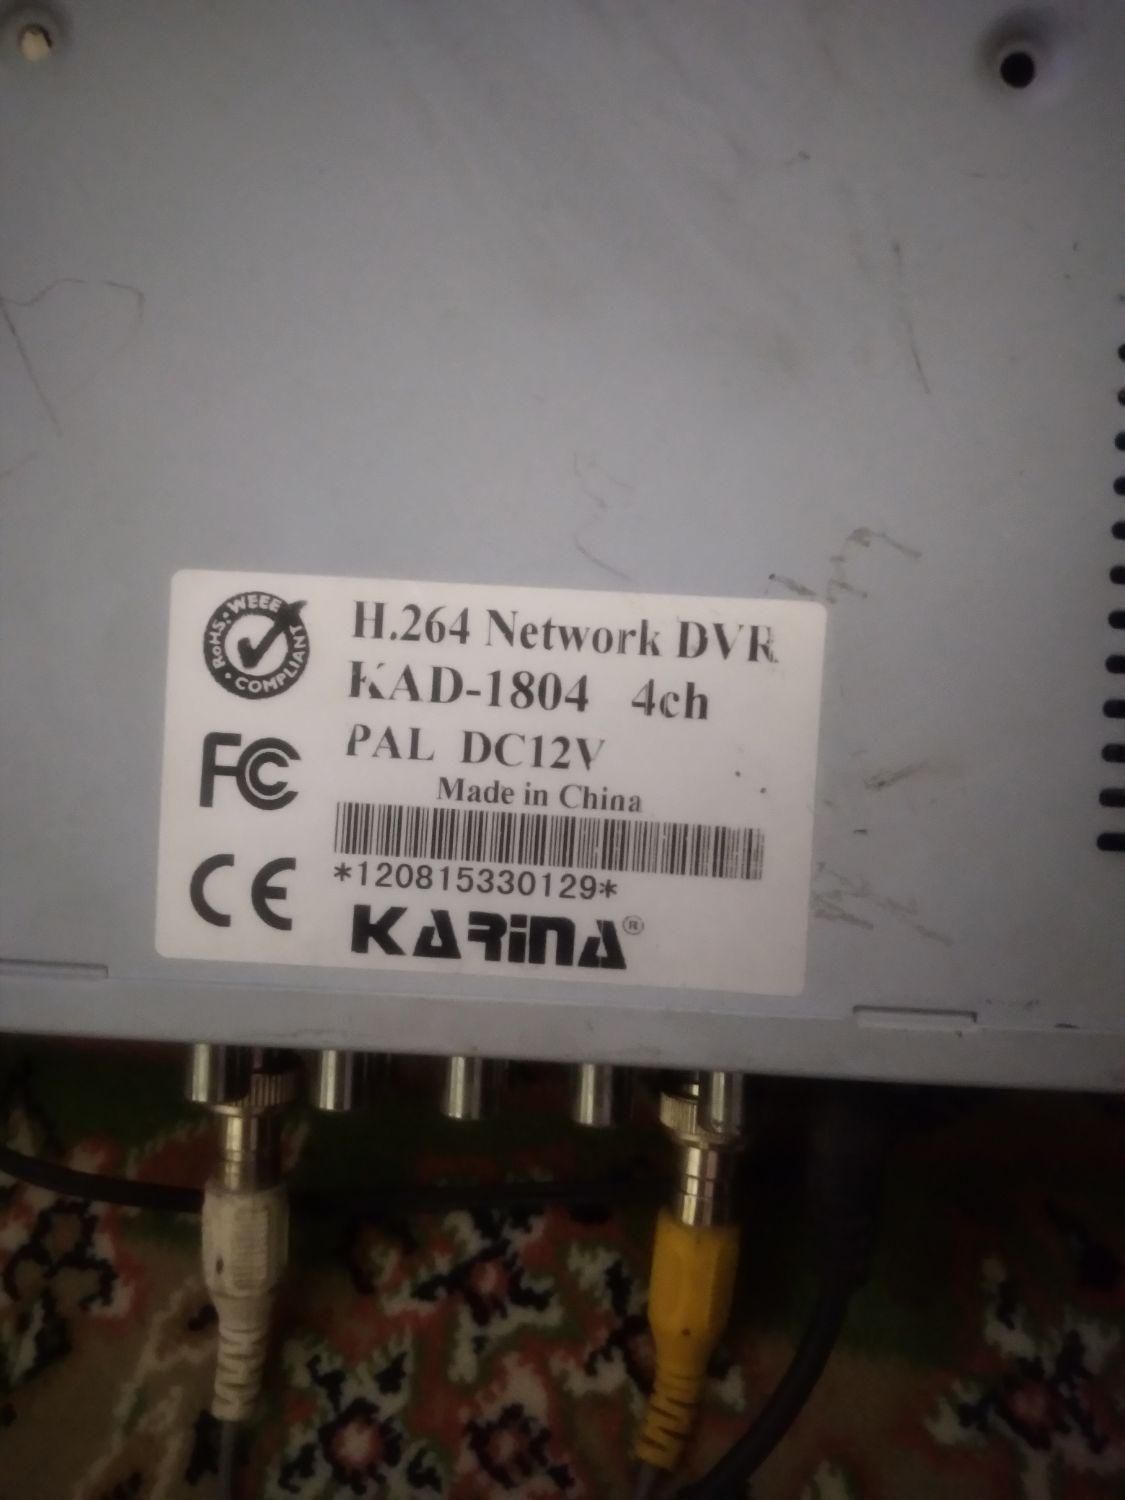 RoHS • WEEE • COMPLIANT
H.264 Network DVR
KAD-1804 4ch
PAL DC12V
Made in China
*120815330129*
FC
CE
KARiNA®